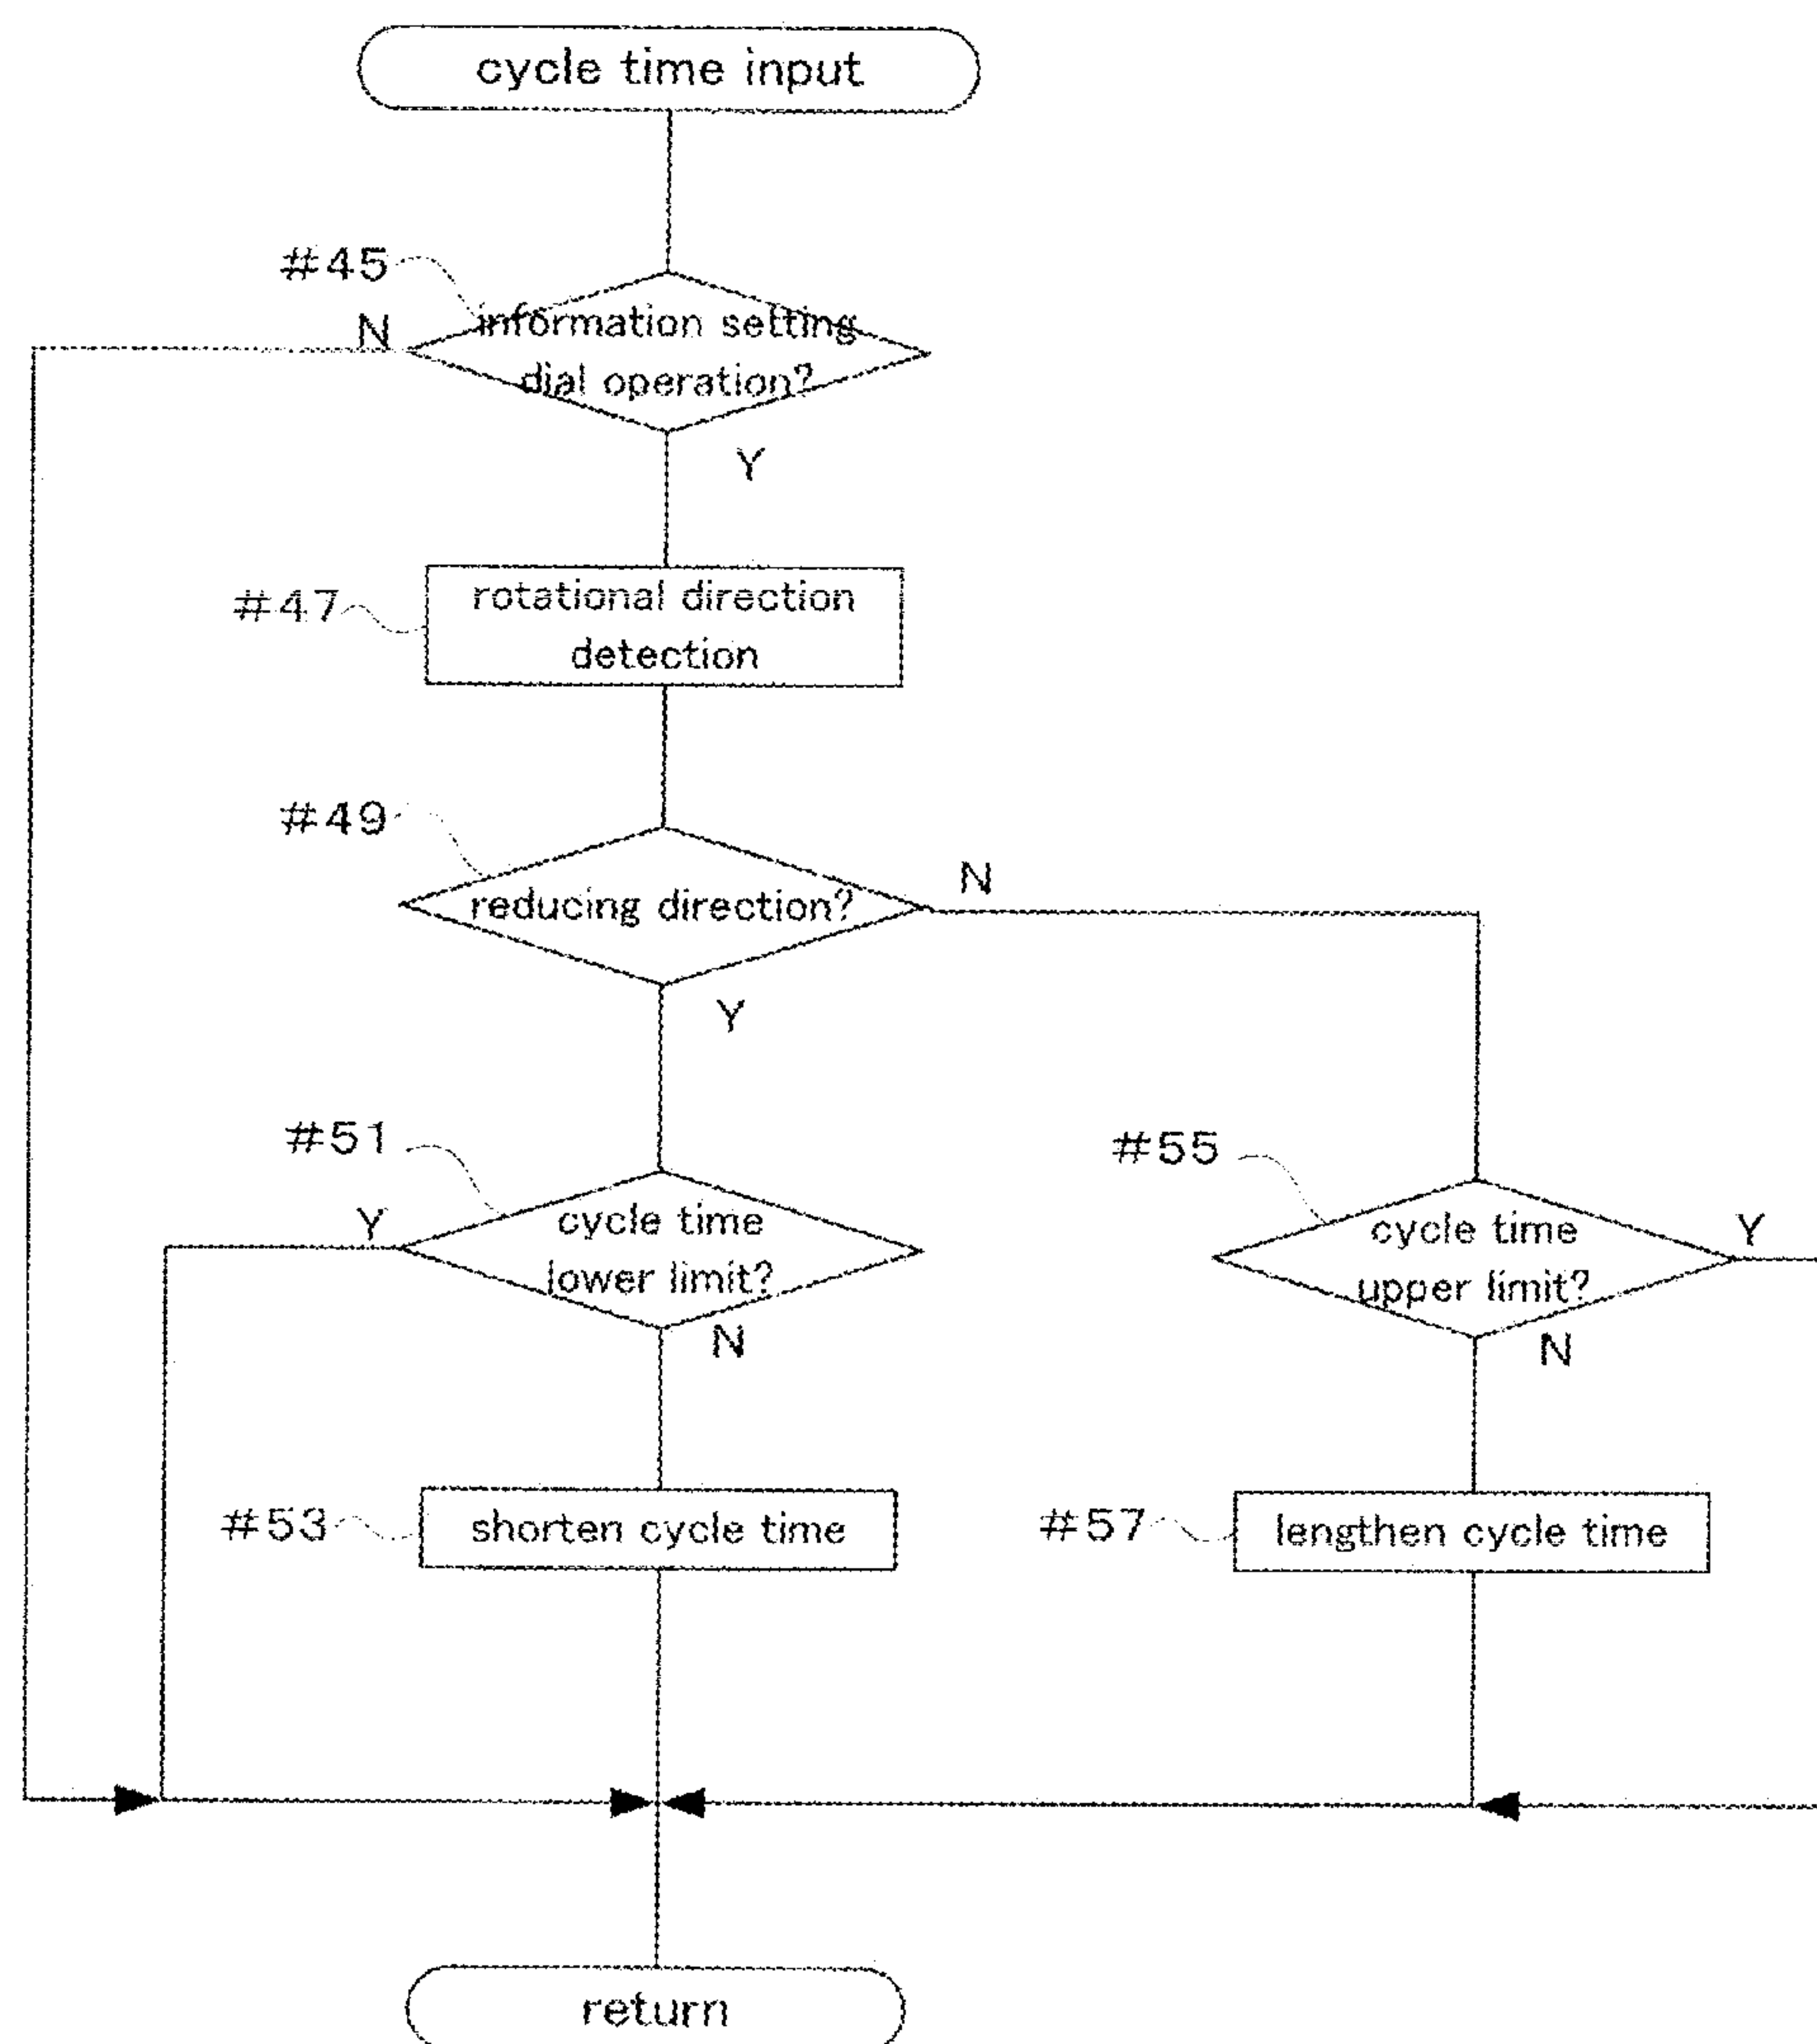 cycle time input
#45
N
information setting
dial operation?
Y
#47
rotational direction
detection
#49
reducing direction?
N
Y
#51
#55
Y
cycle time
lower limit?
N
cycle time
upper limit?
Y
N
#53
shorten cycle time
#57
lengthen cycle time
return